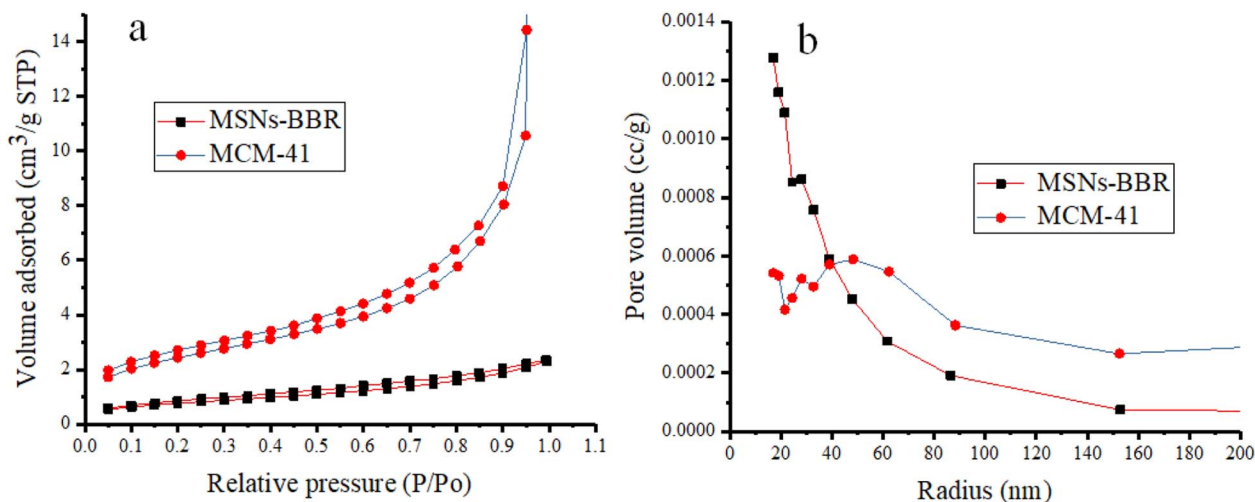 a
Volume adsorbed (cm³/g STP)
14
12
10
8
6
4
2
0
MSNs-BBR
MCM-41
0.0 0.1 0.2 0.3 0.4 0.5 0.6 0.7 0.8 0.9 1.0 1.1
Relative pressure (P/Po)
b
Pore volume (cc/g)
0.0014
0.0012
0.0010
0.0008
0.0006
0.0004
0.0002
0.0000
MSNs-BBR
MCM-41
0 20 40 60 80 100 120 140 160 180 200
Radius (nm)